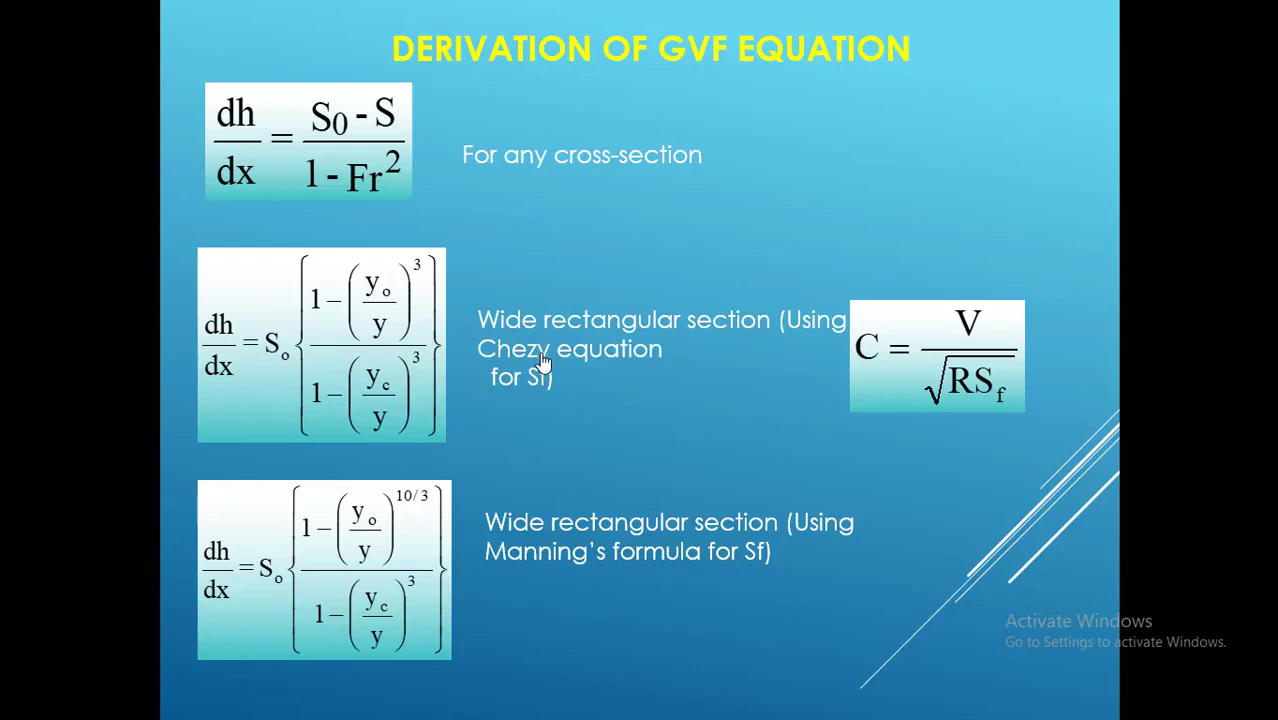 DERIVATION OF GVF EQUATION
dh/dx = (S0 - S)/(1 - Fr²)
For any cross-section
dh/dx = So {(1 − (yo/y)³)/(1 − (yc/y)³)}
Wide rectangular section (Using
Chezy equation
for Sf)
C = V/√(RSf)
dh/dx = So {(1 − (yo/y)^10/3)/(1 − (yc/y)³)}
Wide rectangular section (Using
Manning’s formula for Sf)
Activate Windows
Go to Settings to activate Windows.